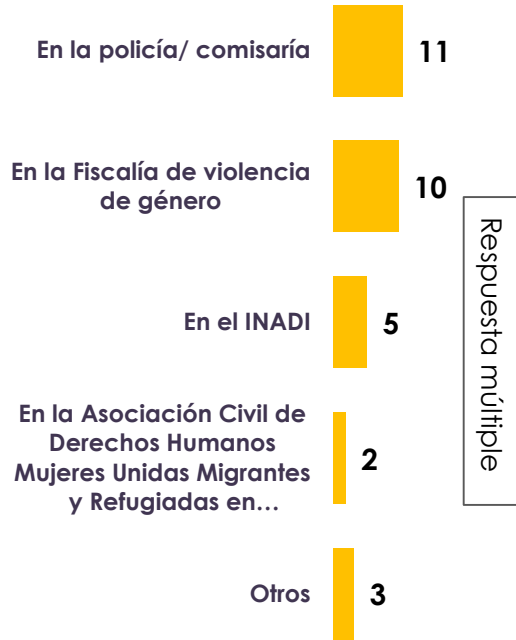 En la policía/ comisaría
11
En la Fiscalía de violencia
de género
10
En el INADI
5
En la Asociación Civil de
Derechos Humanos
Mujeres Unidas Migrantes
y Refugiadas en…
2
Otros
3
Respuesta múltiple